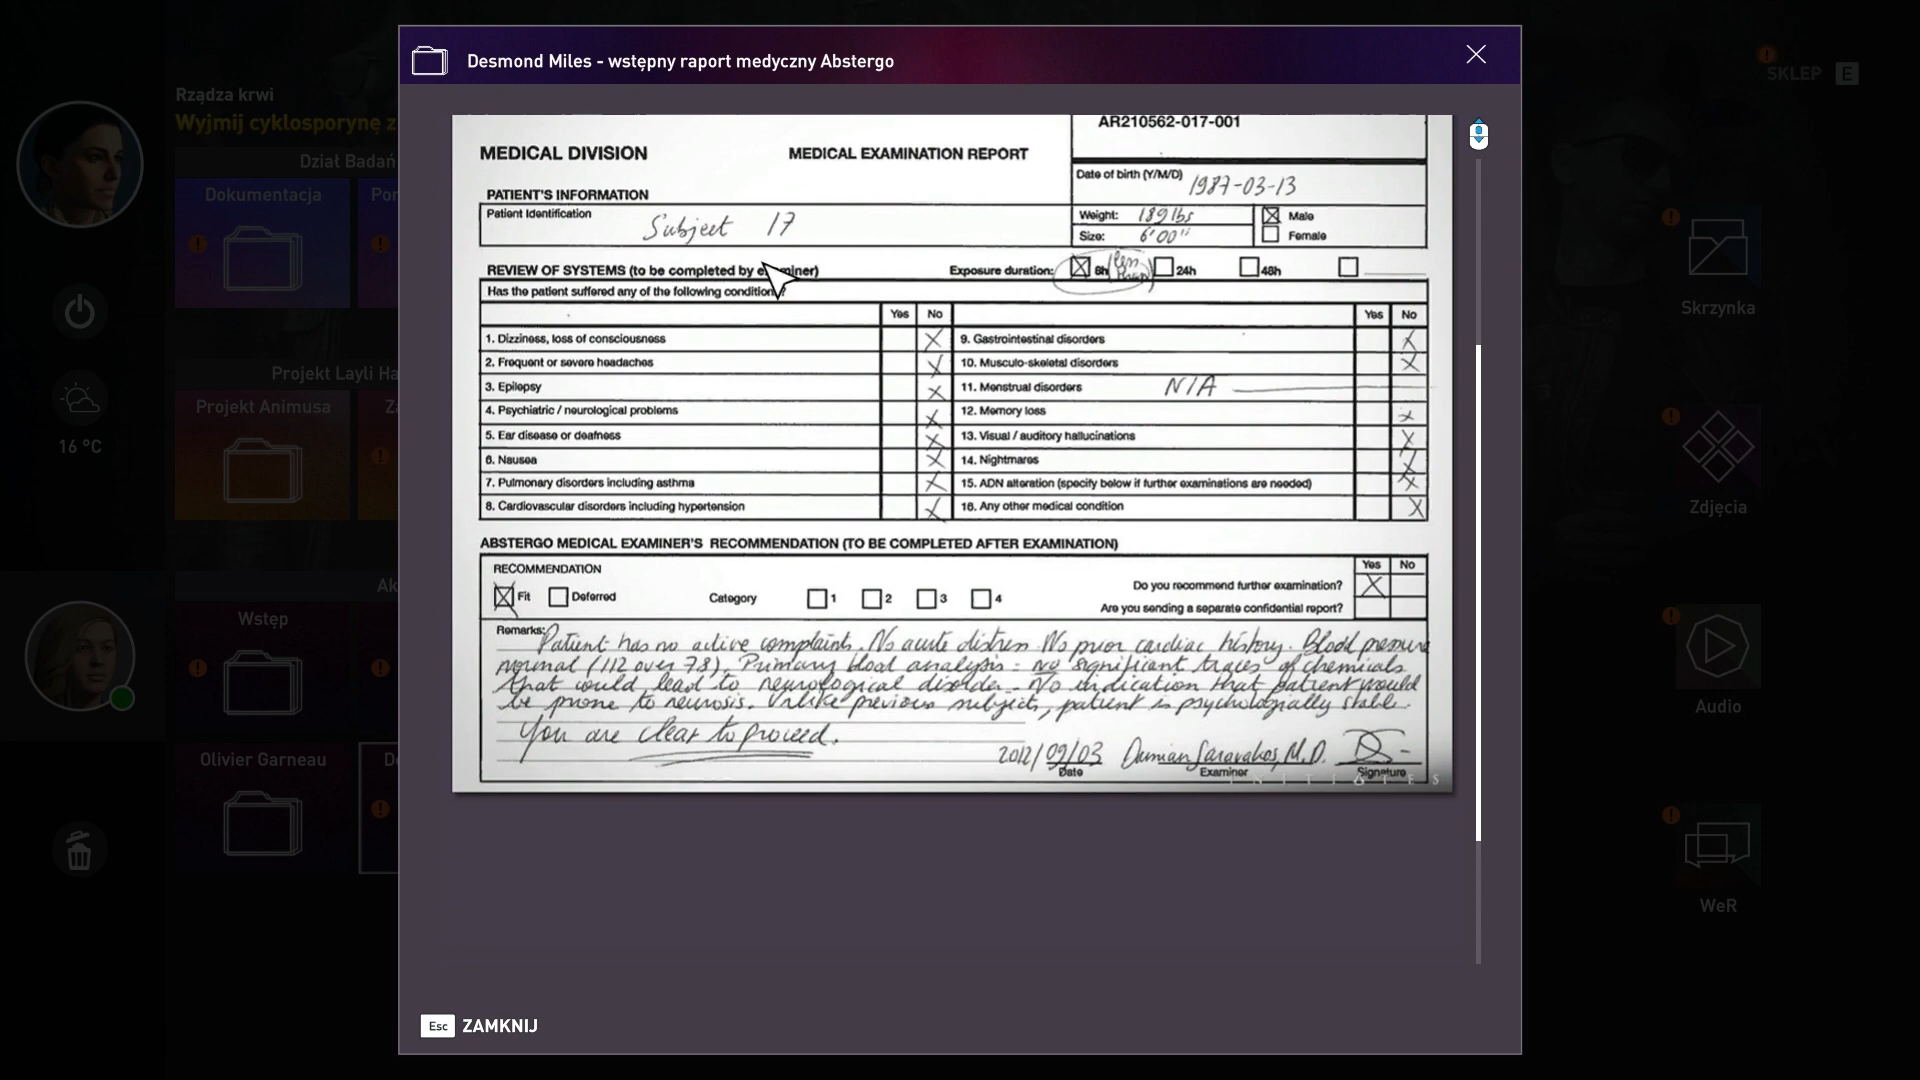 Desmond Miles - wstępny raport medyczny Abstergo
SKLEP E
Rządza krwi
Wyjmij cyklosporynę z
Dział Badań
Dokumentacja
Projekt Layli Ha
Projekt Animusa
16 °C
Wstęp
Olivier Garneau
Skrzynka
Zdjęcia
Audio
WeR
AR210562-017-001
MEDICAL DIVISION MEDICAL EXAMINATION REPORT
Date of birth (Y/M/D) 1987-03-13
PATIENT'S INFORMATION
Patient Identification Subject 17
Weight: 189 lbs Male
Size: 6'00" Female
REVIEW OF SYSTEMS (to be completed by examiner) Exposure duration: 6h (less than) 24h 48h
Has the patient suffered any of the following condition
Yes No Yes No
1. Dizziness, loss of consciousness 9. Gastrointestinal disorders
2. Frequent or severe headaches 10. Musculo-skeletal disorders
3. Epilepsy 11. Menstrual disorders N/A
4. Psychiatric / neurological problems 12. Memory loss
5. Ear disease or deafness 13. Visual / auditory hallucinations
6. Nausea 14. Nightmares
7. Pulmonary disorders including asthma 15. ADN alteration (specify below if further examinations are needed)
8. Cardiovascular disorders including hypertension 16. Any other medical condition
ABSTERGO MEDICAL EXAMINER'S RECOMMENDATION (TO BE COMPLETED AFTER EXAMINATION)
RECOMMENDATION Yes No
Fit Deferred Category 1 2 3 4 Do you recommend further examination?
Are you sending a separate confidential report?
Remarks: Patient has no active complaints. No acute distress. No prior cardiac history. Blood pressure
normal (112 over 78). Primary bloat analysis: no significant traces of chemicals
that could lead to neurological disorder. No indication that patient would
be prone to neurosis. Unlike previous subjects, patient is psychologically stable.
You are clear to proceed.
2012/09/03 Damian Saravakos, M.D.
Date Examiner Signature
INITIATES
Esc ZAMKNIJ